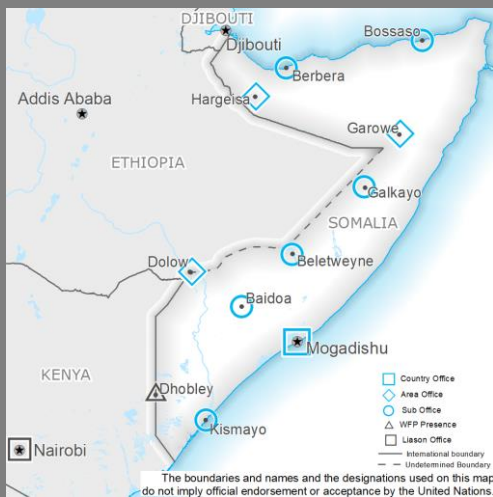 DJIBOUTI
Djibouti
Bossaso
Berbera
Addis Ababa
Hargeisa
Garowe
ETHIOPIA
Galkayo
SOMALIA
Dolow
Beletweyne
Baidoa
Mogadishu
KENYA
Dhobley
Kismayo
Nairobi
Country Office
Area Office
Sub Office
WFP Presence
Liason Office
International boundary
Undetermined Boundary
The boundaries and names and the designations used on this map
do not imply official endorsement or acceptance by the United Nations.